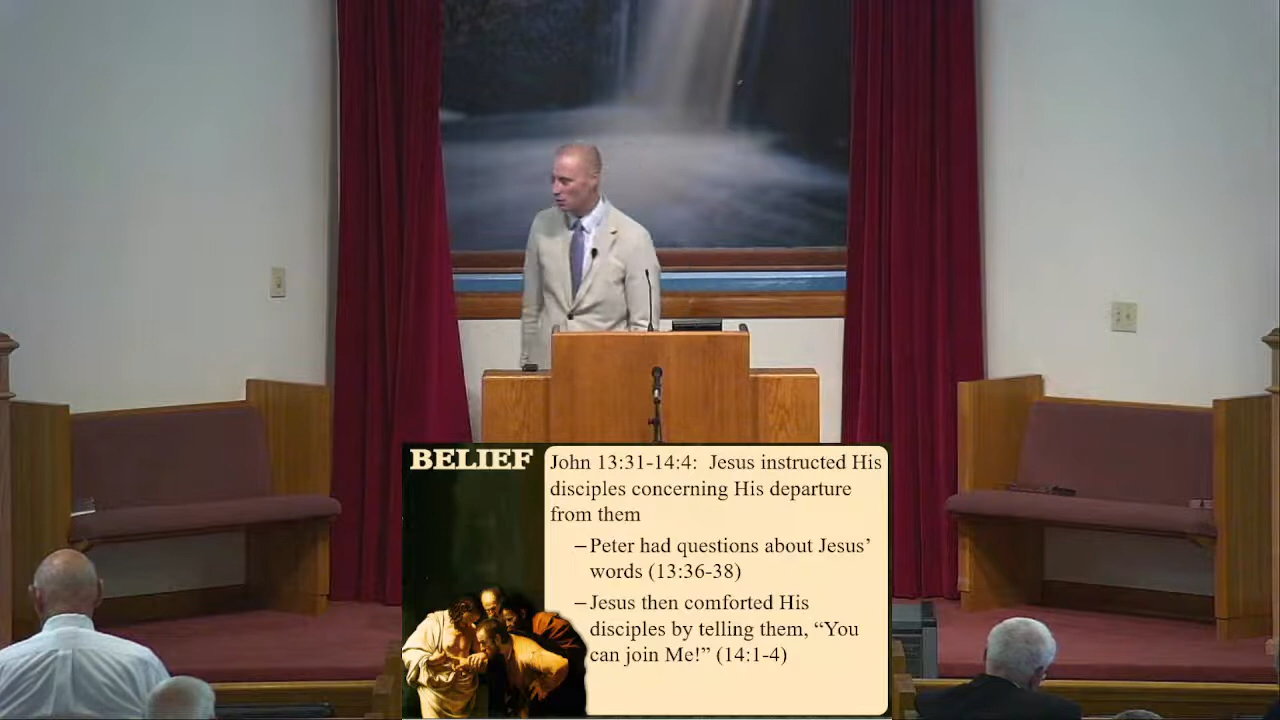 BELIEF
John 13:31-14:4:  Jesus instructed His
disciples concerning His departure
from them
–Peter had questions about Jesus’
words (13:36-38)
–Jesus then comforted His
disciples by telling them, “You
can join Me!” (14:1-4)